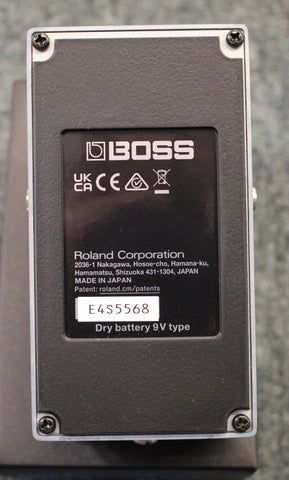 BOSS
UK
CA CE
Roland Corporation
2036-1 Nakagawa, Hosoe-cho, Hamana-ku,
Hamamatsu, Shizuoka 431-1304, JAPAN
MADE IN JAPAN
Patent: roland.cm/patents
E4S5568
Dry battery 9V type